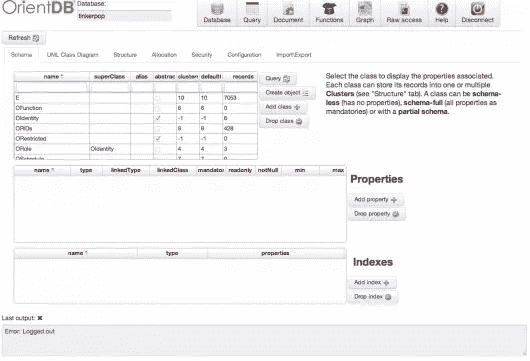 OrientDB Database:
tinkerpop
Database Query Document Functions Graph Raw access Help Disconnect
Refresh
Schema UML Class Diagram Structure Allocation Security Configuration Import\Export
name superClass alias abstrac clusters default records
E 10 10 7053
OFunction 6 6 0
OIdentity -1 -1 6
ORIDs 8 8 428
ORestricted -1 -1 0
ORole OIdentity 4 4 3
OSchedule 7 7 0
Query
Create object
Add class
Drop class
Select the class to display the properties associated.
Each class can store its records into one or multiple
Clusters (see "Structure" tab). A class can be schema-
less (has no properties), schema-full (all properties as
mandatories) or with a partial schema.
name type linkedType linkedClass mandator readonly notNull min max
Properties
Add property
Drop property
name type properties
Indexes
Add index
Drop index
Last output:
Error: Logged out